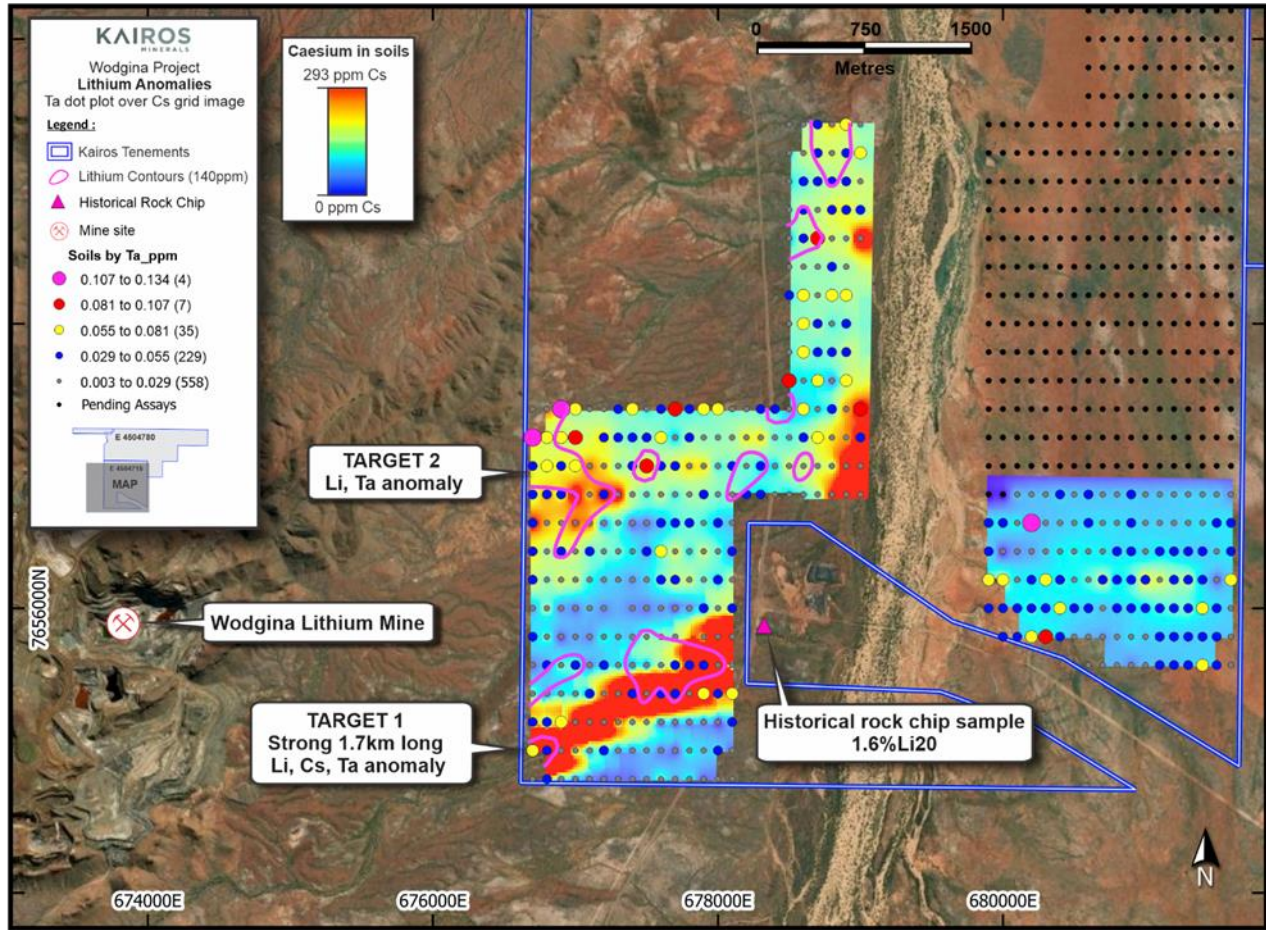 KAIROS
MINERALS
Wodgina Project
Lithium Anomalies
Ta dot plot over Cs grid image
Legend :
Kairos Tenements
Lithium Contours (140ppm)
Historical Rock Chip
Mine site
Soils by Ta_ppm
0.107 to 0.134 (4)
0.081 to 0.107 (7)
0.055 to 0.081 (35)
0.029 to 0.055 (229)
0.003 to 0.029 (558)
Pending Assays
E 4504780
E 4504715
MAP
Caesium in soils
293 ppm Cs
0 ppm Cs
0 750 1500
Metres
TARGET 2
Li, Ta anomaly
Wodgina Lithium Mine
TARGET 1
Strong 1.7km long
Li, Cs, Ta anomaly
Historical rock chip sample
1.6%Li20
7656000N
674000E 676000E 678000E 680000E
N